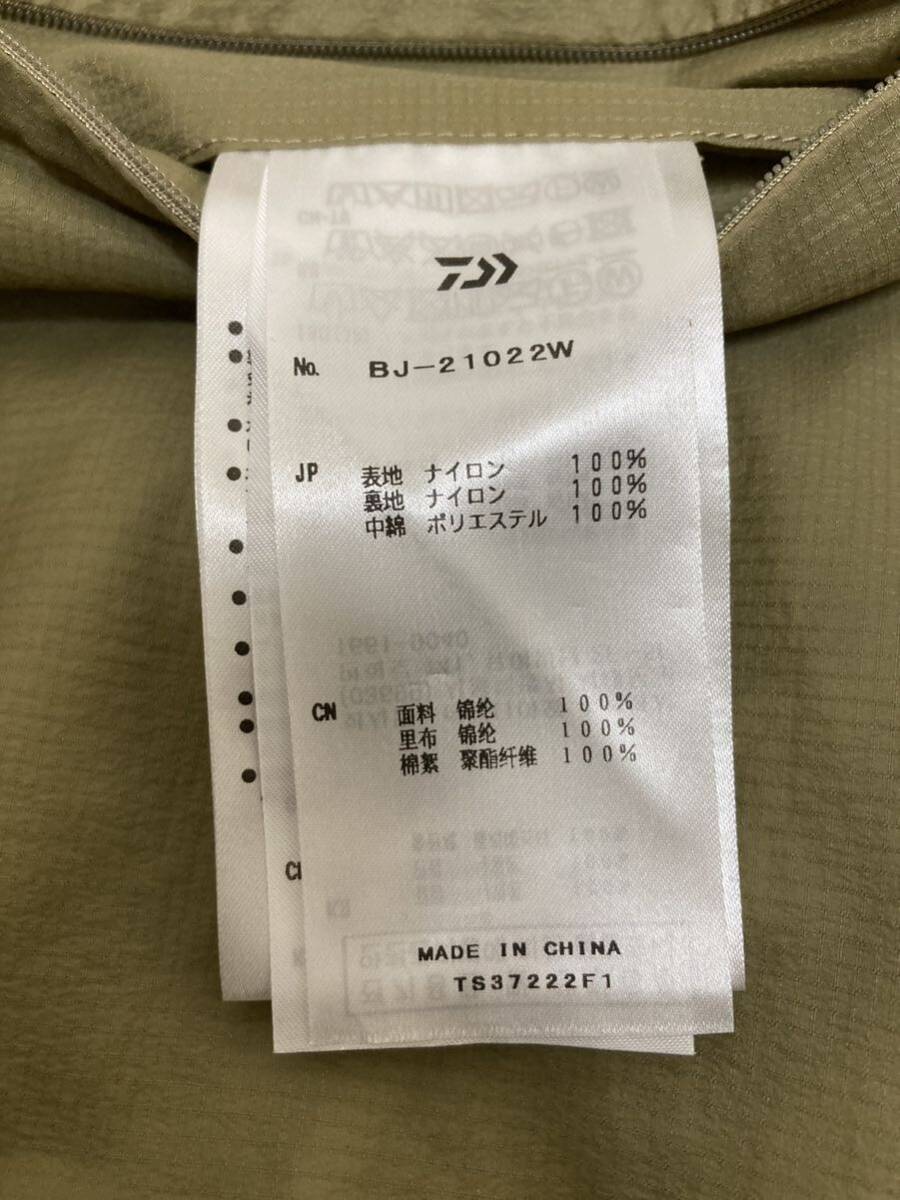 No. BJ-21022W
JP 表地 ナイロン 100%
裏地 ナイロン 100%
中綿 ポリエステル 100%
CN 面料 锦纶 100%
里布 锦纶 100%
棉絮 聚酯纤维 100%
MADE IN CHINA
TS37222F1